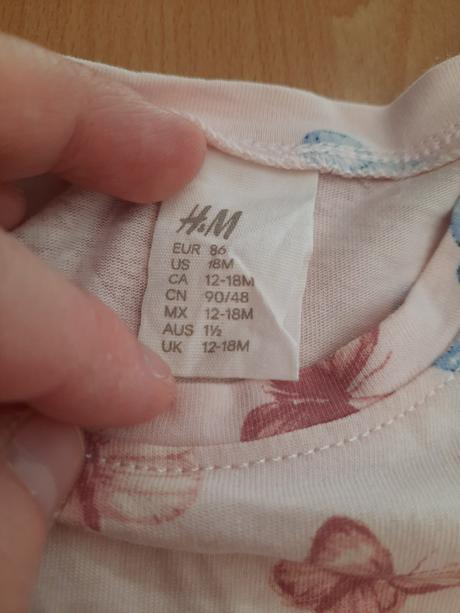 H&M
EUR 86
US 18M
CA 12-18M
CN 90/48
MX 12-18M
AUS 1½
UK 12-18M